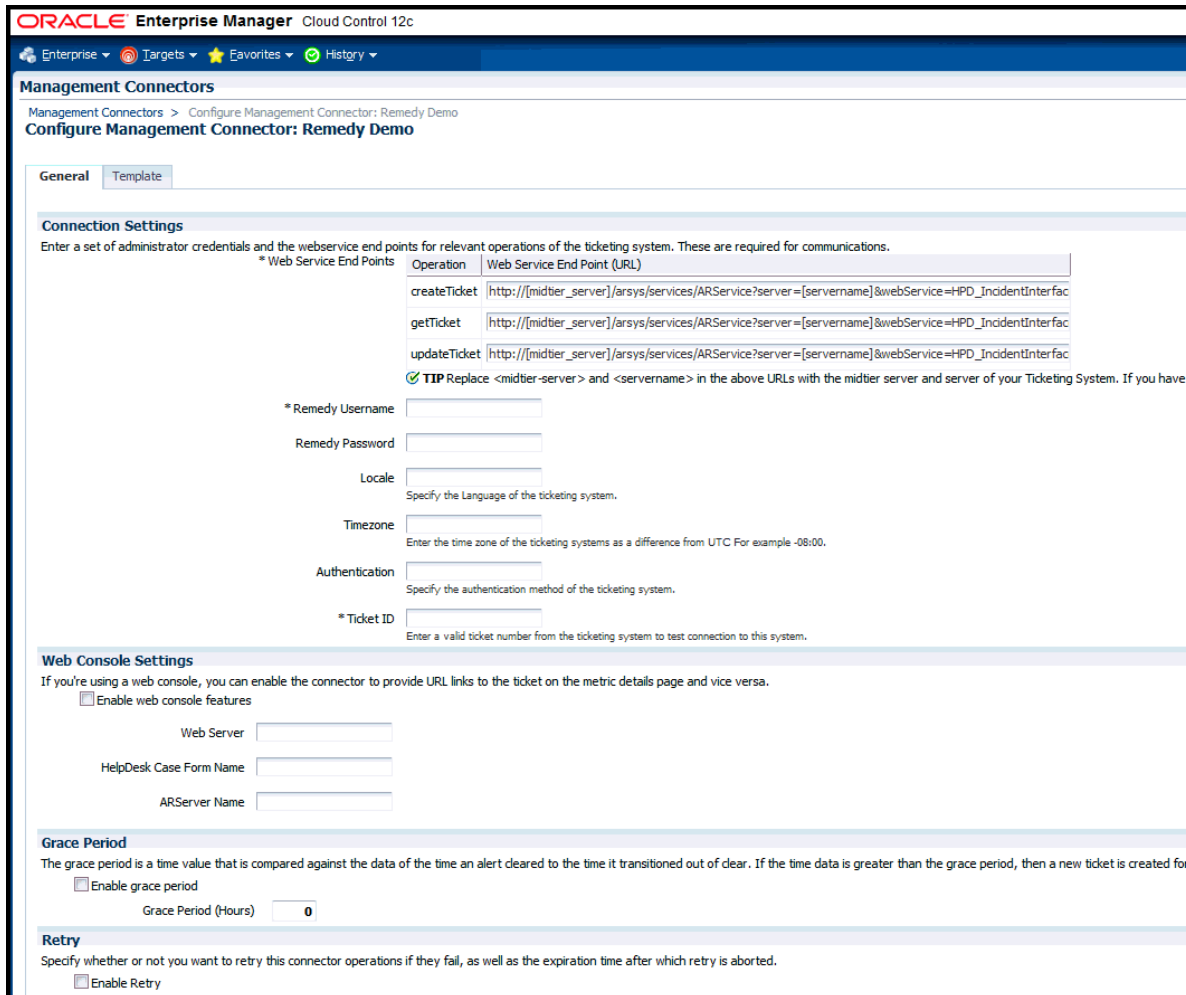 ORACLE Enterprise Manager Cloud Control 12c
Enterprise Targets Favorites History
Management Connectors
Management Connectors > Configure Management Connector: Remedy Demo
Configure Management Connector: Remedy Demo
General Template
Connection Settings
Enter a set of administrator credentials and the webservice end points for relevant operations of the ticketing system. These are required for communications.
* Web Service End Points
Operation Web Service End Point (URL)
createTicket http://[midtier_server]/arsys/services/ARService?server=[servername]&webService=HPD_IncidentInterfac
getTicket http://[midtier_server]/arsys/services/ARService?server=[servername]&webService=HPD_IncidentInterfac
updateTicket http://[midtier_server]/arsys/services/ARService?server=[servername]&webService=HPD_IncidentInterfac
TIP Replace <midtier-server> and <servername> in the above URLs with the midtier server and server of your Ticketing System. If you have
* Remedy Username
Remedy Password
Locale
Specify the Language of the ticketing system.
Timezone
Enter the time zone of the ticketing systems as a difference from UTC For example -08:00.
Authentication
Specify the authentication method of the ticketing system.
* Ticket ID
Enter a valid ticket number from the ticketing system to test connection to this system.
Web Console Settings
If you're using a web console, you can enable the connector to provide URL links to the ticket on the metric details page and vice versa.
Enable web console features
Web Server
HelpDesk Case Form Name
ARServer Name
Grace Period
The grace period is a time value that is compared against the data of the time an alert cleared to the time it transitioned out of clear. If the time data is greater than the grace period, then a new ticket is created fo
Enable grace period
Grace Period (Hours) 0
Retry
Specify whether or not you want to retry this connector operations if they fail, as well as the expiration time after which retry is aborted.
Enable Retry